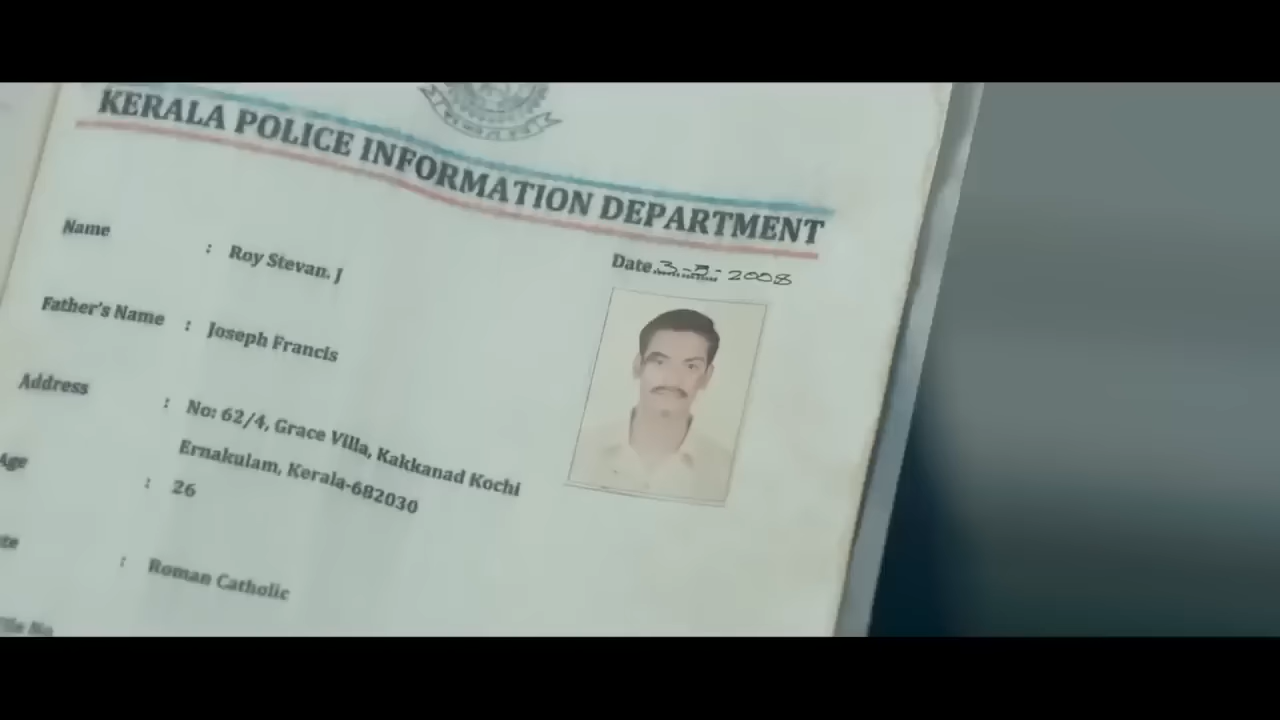 KERALA POLICE INFORMATION DEPARTMENT
Date 3-  - 2008
Name : Roy Stevan. J
Father's Name : Joseph Francis
Address : No: 62/4, Grace Villa, Kakkanad Kochi
Ernakulam, Kerala-682030
Age : 26
: Roman Catholic